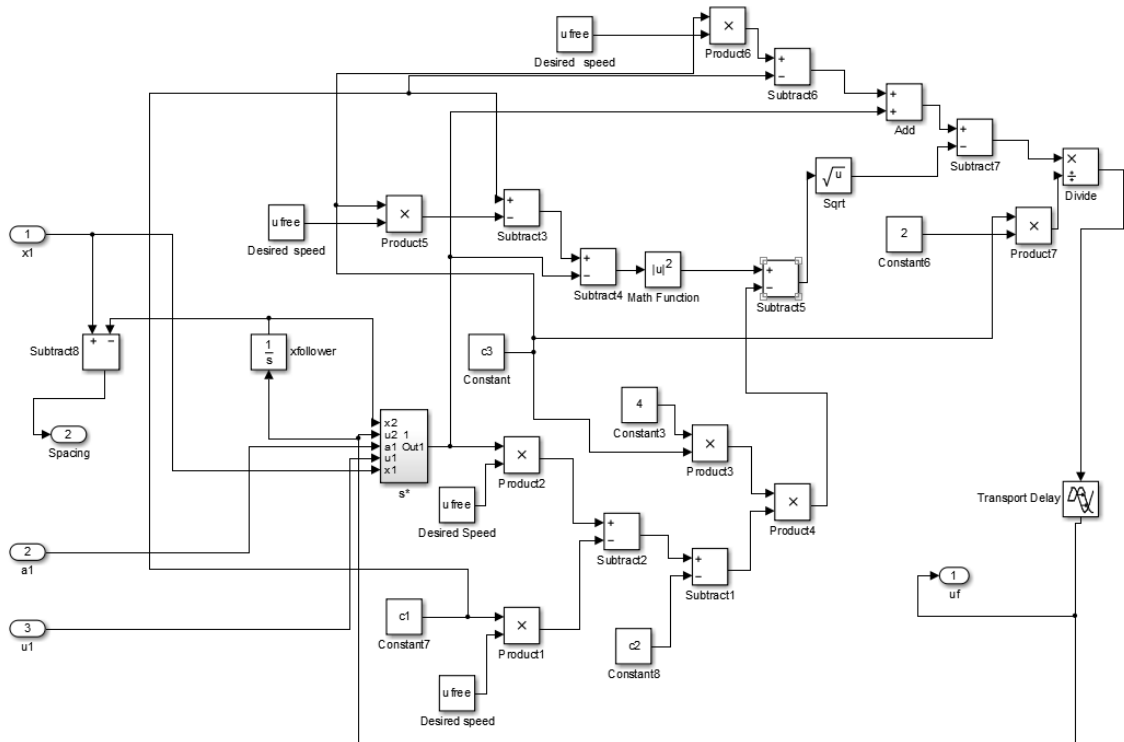 u free
Desired speed
×
Product6
+
−
Subtract6
+
+
Add
+
−
Subtract7
×
÷
Divide
√u
Sqrt
2
Constant6
×
Product7
u free
Desired speed
×
Product5
+
−
Subtract3
+
−
Subtract4
|u|²
Math Function
+
−
Subtract5
1
x1
+ −
Subtract8
2
Spacing
1
s
xfollower
c3
Constant
4
Constant3
×
Product3
×
Product4
x2
u2 1
a1 Out1
u1
x1
s*
×
Product2
u free
Desired Speed
+
−
Subtract2
+
−
Subtract1
Transport Delay
2
a1
3
u1
c1
Constant7
×
Product1
u free
Desired speed
c2
Constant8
1
uf